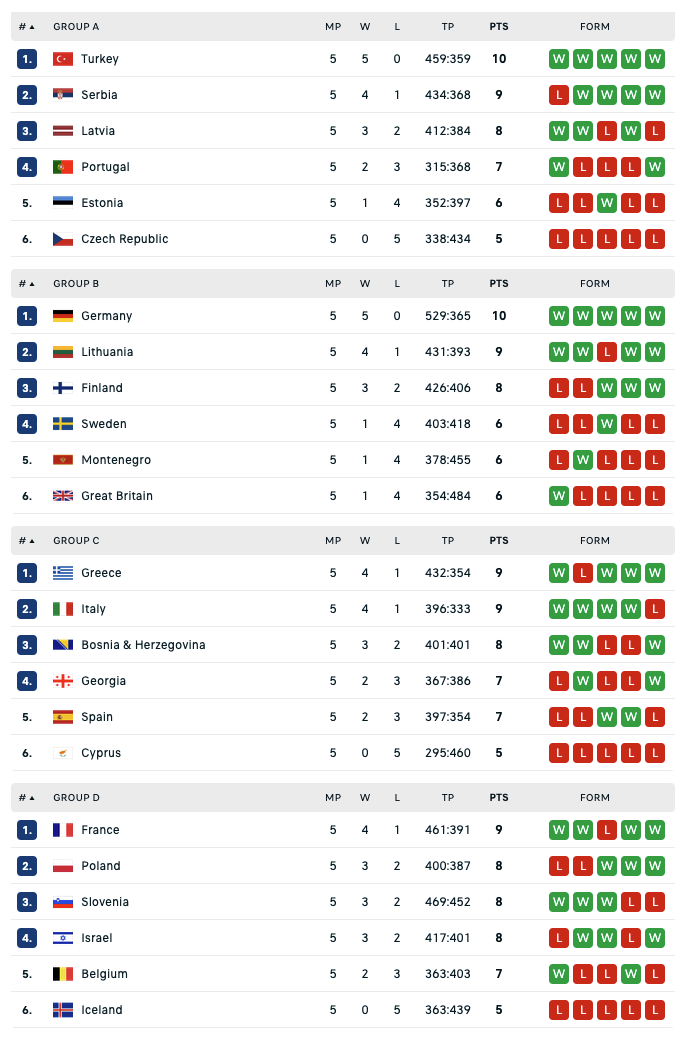 # ▲ GROUP A MP W L TP PTS FORM
1. Turkey 5 5 0 459:359 10 W W W W W
2. Serbia 5 4 1 434:368 9 L W W W W
3. Latvia 5 3 2 412:384 8 W W L W L
4. Portugal 5 2 3 315:368 7 W L L L W
5. Estonia 5 1 4 352:397 6 L L W L L
6. Czech Republic 5 0 5 338:434 5 L L L L L
# ▲ GROUP B MP W L TP PTS FORM
1. Germany 5 5 0 529:365 10 W W W W W
2. Lithuania 5 4 1 431:393 9 W W L W W
3. Finland 5 3 2 426:406 8 L L W W W
4. Sweden 5 1 4 403:418 6 L L W L L
5. Montenegro 5 1 4 378:455 6 L W L L L
6. Great Britain 5 1 4 354:484 6 W L L L L
# ▲ GROUP C MP W L TP PTS FORM
1. Greece 5 4 1 432:354 9 W L W W W
2. Italy 5 4 1 396:333 9 W W W W L
3. Bosnia & Herzegovina 5 3 2 401:401 8 W W L L W
4. Georgia 5 2 3 367:386 7 L W L L W
5. Spain 5 2 3 397:354 7 L L W W L
6. Cyprus 5 0 5 295:460 5 L L L L L
# ▲ GROUP D MP W L TP PTS FORM
1. France 5 4 1 461:391 9 W W L W W
2. Poland 5 3 2 400:387 8 L L W W W
3. Slovenia 5 3 2 469:452 8 W W W L L
4. Israel 5 3 2 417:401 8 L W W L W
5. Belgium 5 2 3 363:403 7 W L L W L
6. Iceland 5 0 5 363:439 5 L L L L L